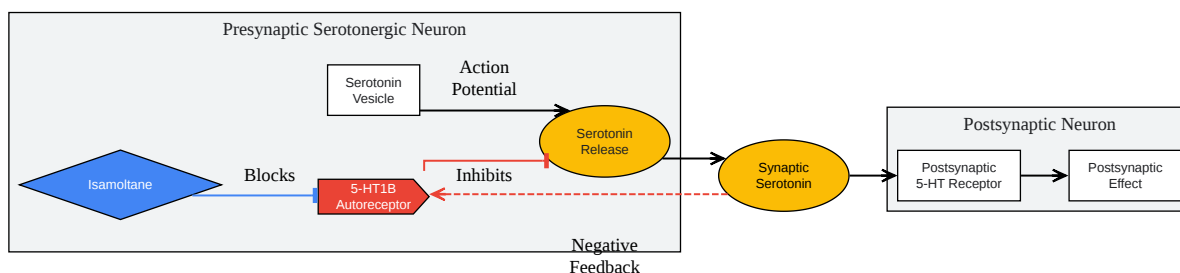 Presynaptic Serotonergic Neuron
Serotonin
Vesicle
Action
Potential
Serotonin
Release
Isamoltane
Blocks
5-HT1B
Autoreceptor
Inhibits
Negative
Feedback
Synaptic
Serotonin
Postsynaptic Neuron
Postsynaptic
5-HT Receptor
Postsynaptic
Effect